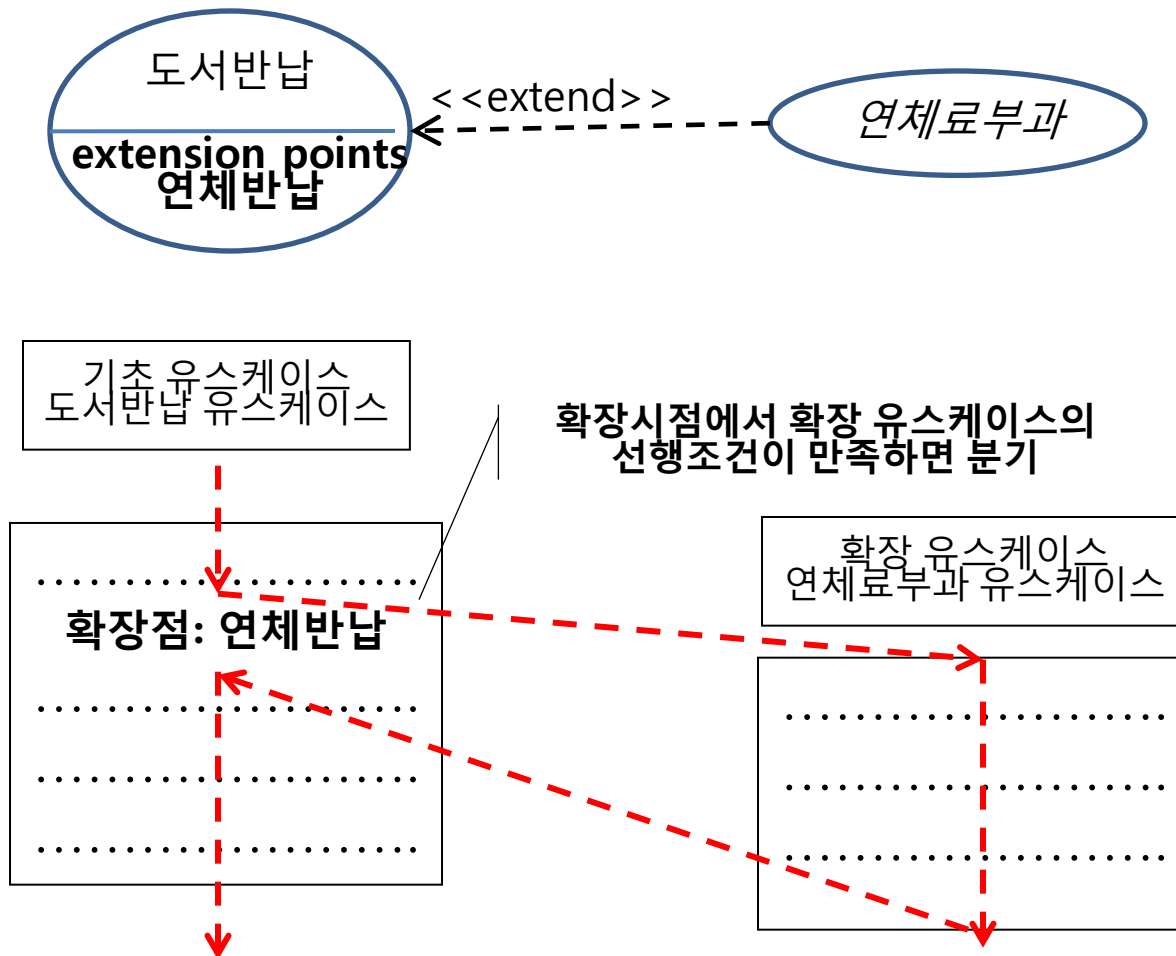 도서반납
<<extend>>
연체료부과
extension points
연체반납
기초 유스케이스
도서반납 유스케이스
확장시점에서 확장 유스케이스의
선행조건이 만족하면 분기
확장 유스케이스
연체료부과 유스케이스
확장점: 연체반납